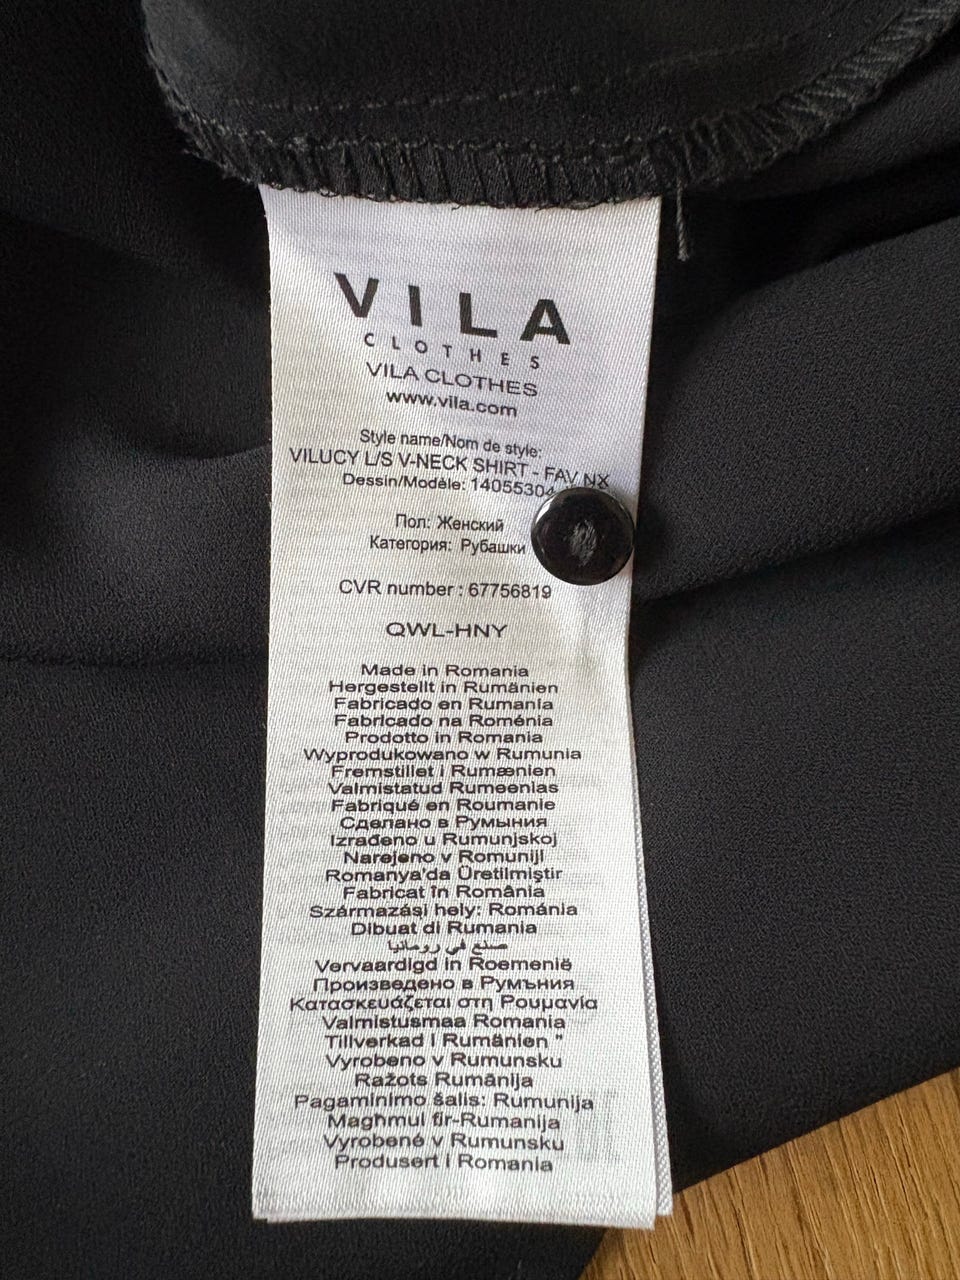 VILA
CLOTHES
VILA CLOTHES
www.vila.com
Style name/Nom de style:
VILUCY L/S V-NECK SHIRT - FAV NX
Dessin/Modèle: 14055304
Пол: Женский
Категория: Рубашки
CVR number : 67756819
QWL-HNY
Made in Romania
Hergestellt in Rumänien
Fabricado en Rumania
Fabricado na Roménia
Prodotto in Romania
Wyprodukowano w Rumunia
Fremstillet i Rumænien
Valmistatud Rumeenias
Fabriqué en Roumanie
Сделано в Румыния
Izrađeno u Rumunjskoj
Narejeno v Romuniji
Romanya'da Üretilmiştir
Fabricat în România
Származási hely: Románia
Dibuat di Rumania
صنع في رومانيا
Vervaardigd in Roemenië
Произведено в Румъния
Κατασκευάζεται στη Ρουμανία
Valmistusmaa Romania
Tillverkad i Rumänien "
Vyrobeno v Rumunsku
Ražots Rumānija
Pagaminimo šalis: Rumunija
Magħmul fir-Rumanija
Vyrobené v Rumunsku
Produsert i Romania